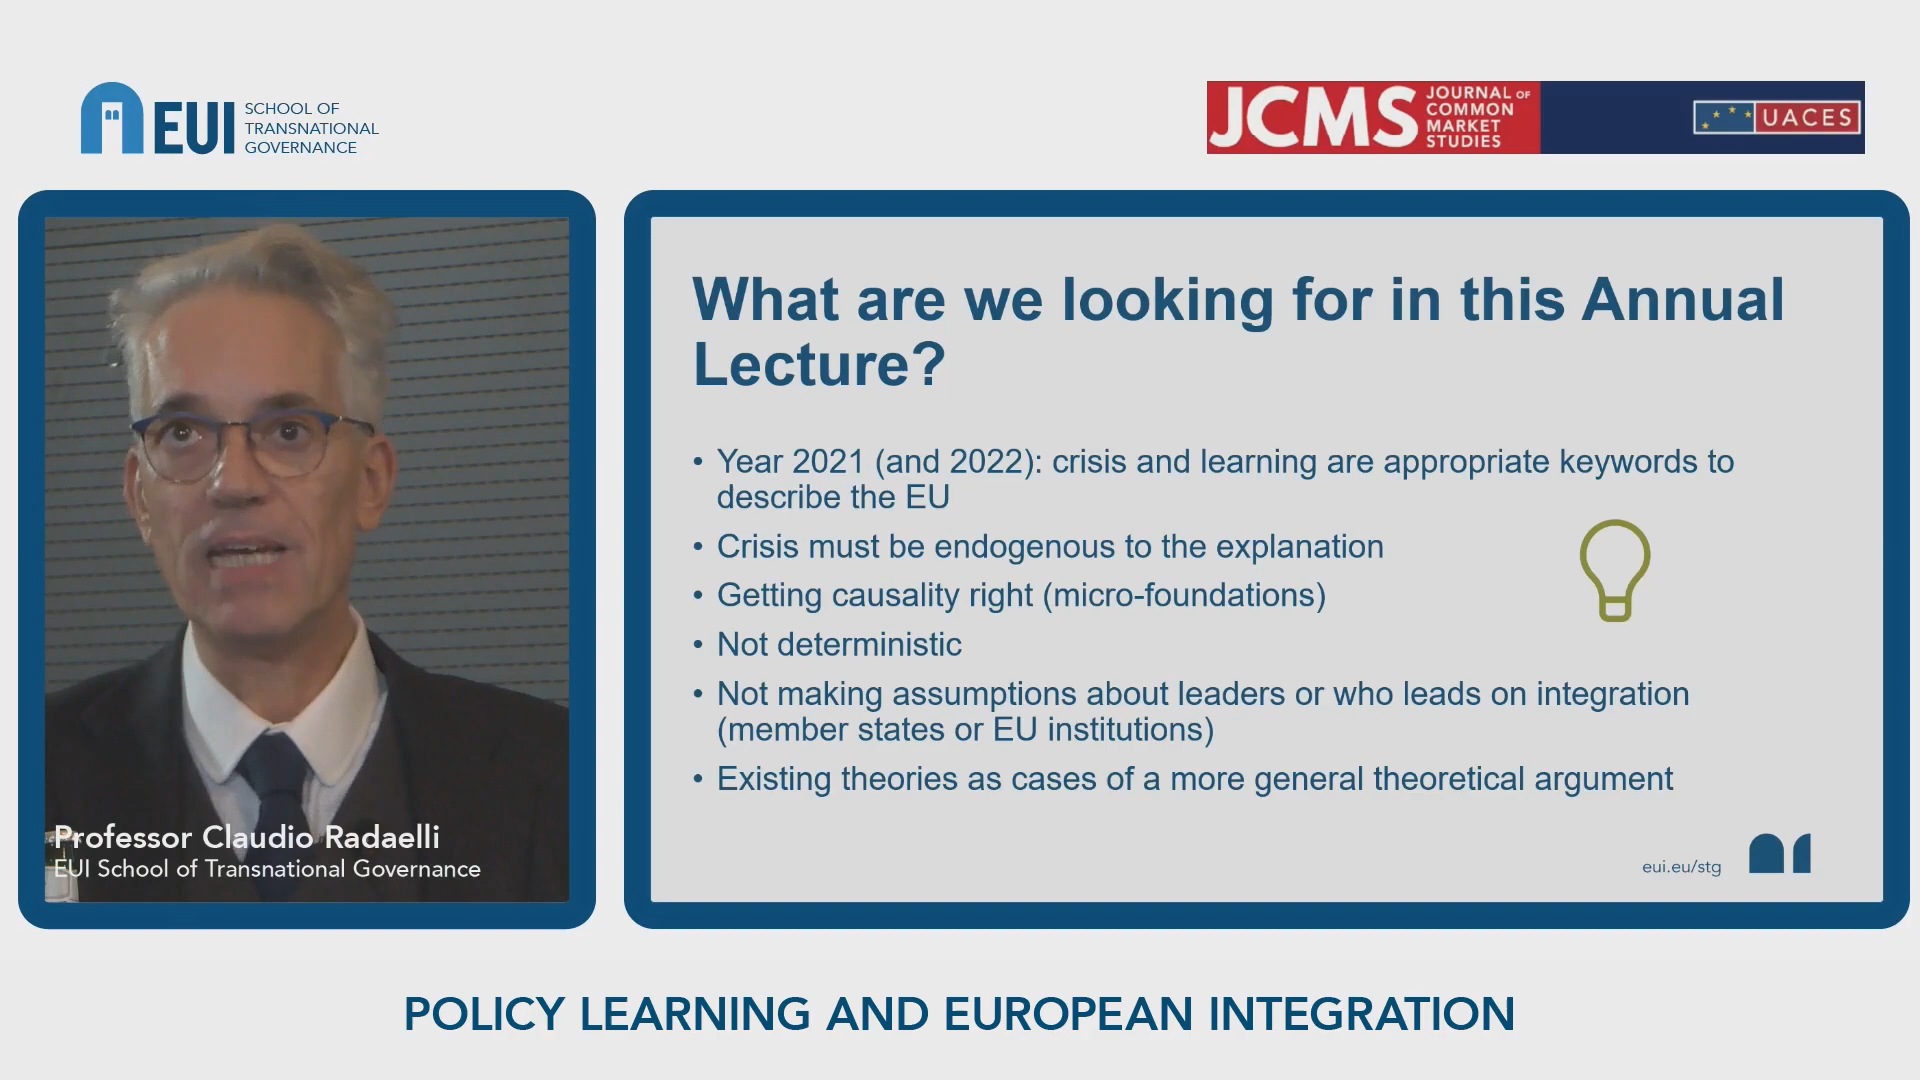 EUI
SCHOOL OF
TRANSNATIONAL
GOVERNANCE
JCMS
JOURNAL OF
COMMON
MARKET
STUDIES
UACES
What are we looking for in this Annual
Lecture?
• Year 2021 (and 2022): crisis and learning are appropriate keywords to
describe the EU
• Crisis must be endogenous to the explanation
• Getting causality right (micro-foundations)
• Not deterministic
• Not making assumptions about leaders or who leads on integration
(member states or EU institutions)
• Existing theories as cases of a more general theoretical argument
eui.eu/stg
Professor Claudio Radaelli
EUI School of Transnational Governance
POLICY LEARNING AND EUROPEAN INTEGRATION